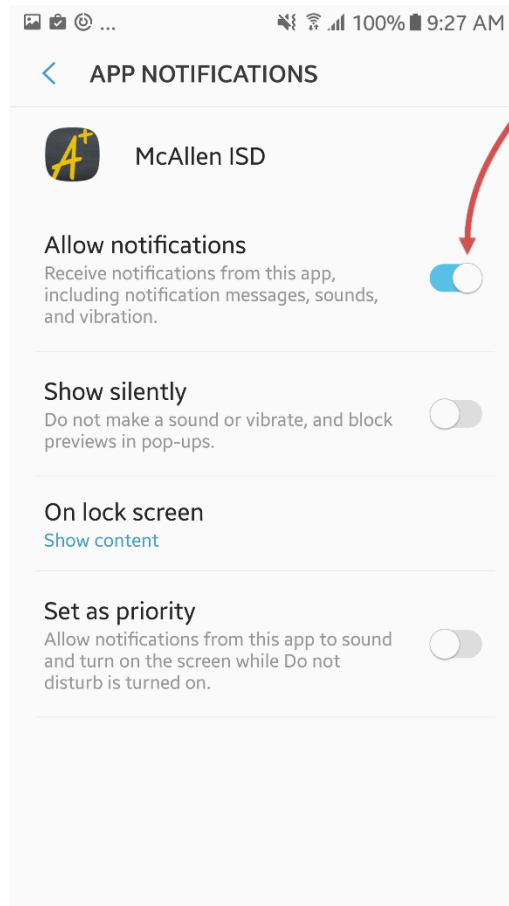 ... 100% 9:27 AM
APP NOTIFICATIONS
A+
McAllen ISD
Allow notifications
Receive notifications from this app,
including notification messages, sounds,
and vibration.
Show silently
Do not make a sound or vibrate, and block
previews in pop-ups.
On lock screen
Show content
Set as priority
Allow notifications from this app to sound
and turn on the screen while Do not
disturb is turned on.